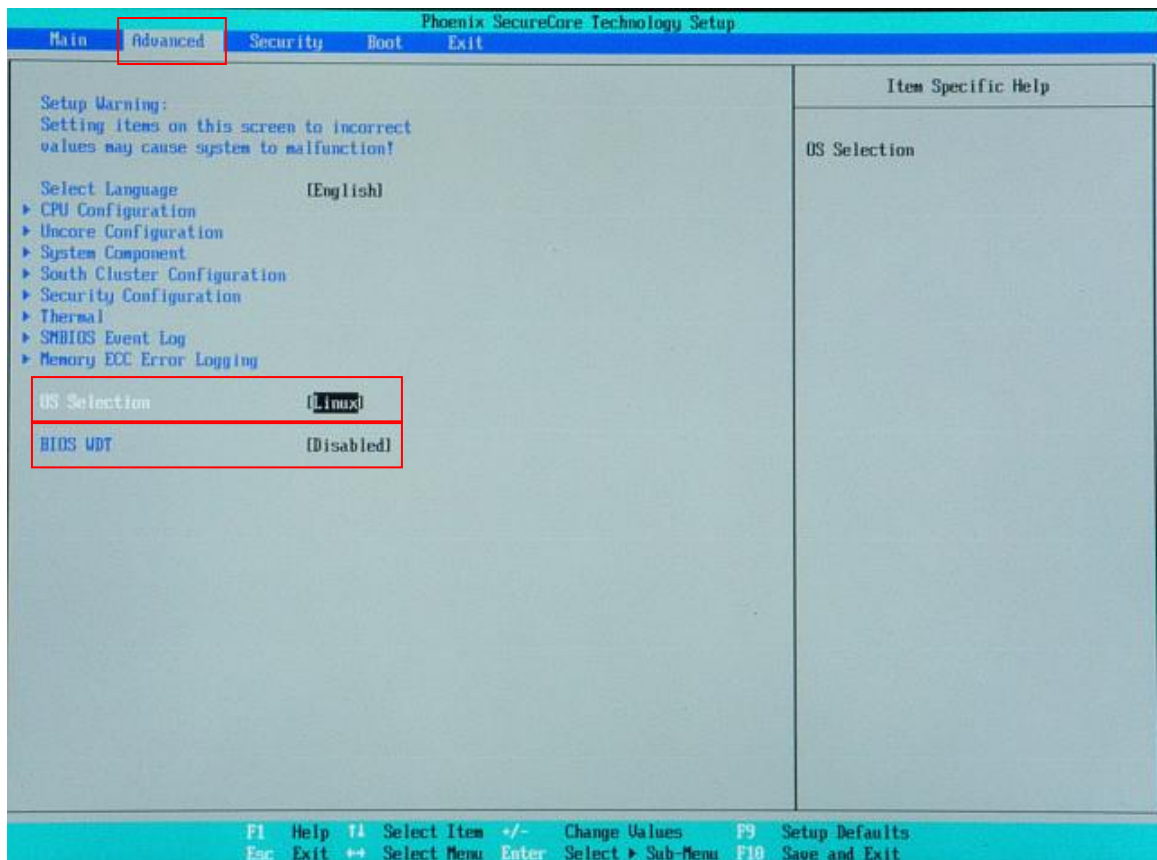 Phoenix SecureCore Technology Setup
Main Advanced Security Boot Exit
Item Specific Help
Setup Warning:
Setting items on this screen to incorrect
values may cause system to malfunction!
OS Selection
Select Language [English]
▶ CPU Configuration
▶ Uncore Configuration
▶ System Component
▶ South Cluster Configuration
▶ Security Configuration
▶ Thermal
▶ SMBIOS Event Log
▶ Memory ECC Error Logging
OS Selection [Linux]
BIOS WDT [Disabled]
F1 Help ↑↓ Select Item +/- Change Values F9 Setup Defaults
Esc Exit ←→ Select Menu Enter Select ▶ Sub-Menu F10 Save and Exit